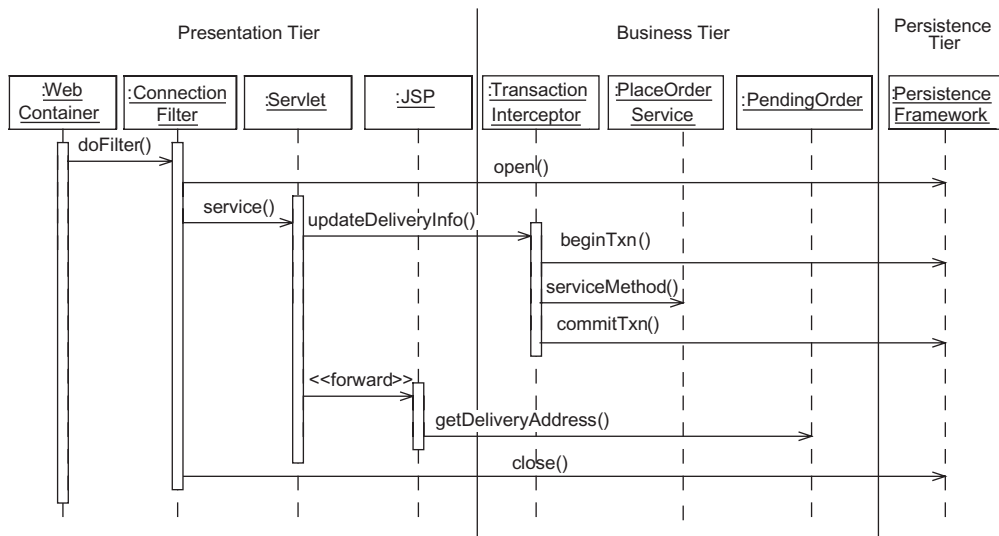 Presentation Tier
Business Tier
Persistence
Tier
:Web
Container
:Connection
Filter
:Servlet
:JSP
:Transaction
Interceptor
:PlaceOrder
Service
:PendingOrder
:Persistence
Framework
doFilter()
open()
service()
updateDeliveryInfo()
beginTxn()
serviceMethod()
commitTxn()
<<forward>>
getDeliveryAddress()
close()